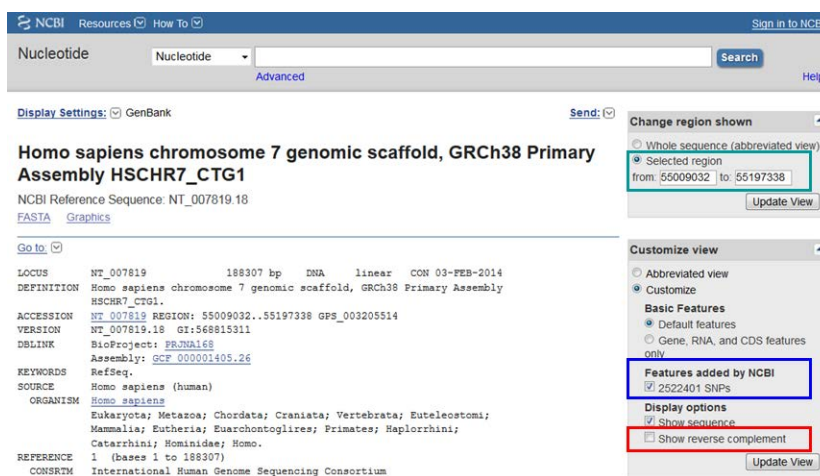 NCBI Resources How To Sign in to NCB
Nucleotide Nucleotide Search
Advanced Help
Display Settings: GenBank Send:
Homo sapiens chromosome 7 genomic scaffold, GRCh38 Primary
Assembly HSCHR7_CTG1
NCBI Reference Sequence: NT_007819.18
FASTA Graphics
Go to:
LOCUS NT_007819 188307 bp DNA linear CON 03-FEB-2014
DEFINITION Homo sapiens chromosome 7 genomic scaffold, GRCh38 Primary Assembly
HSCHR7_CTG1.
ACCESSION NT_007819 REGION: 55009032..55197338 GPS_003205514
VERSION NT_007819.18 GI:568815311
DBLINK BioProject: PRJNA168
Assembly: GCF_000001405.26
KEYWORDS RefSeq.
SOURCE Homo sapiens (human)
ORGANISM Homo sapiens
Eukaryota; Metazoa; Chordata; Craniata; Vertebrata; Euteleostomi;
Mammalia; Eutheria; Euarchontoglires; Primates; Haplorrhini;
Catarrhini; Hominidae; Homo.
REFERENCE 1 (bases 1 to 188307)
CONSRTM International Human Genome Sequencing Consortium
Change region shown
Whole sequence (abbreviated view)
Selected region
from: 55009032 to: 55197338
Update View
Customize view
Abbreviated view
Customize
Basic Features
Default features
Gene, RNA, and CDS features
only
Features added by NCBI
2522401 SNPs
Display options
Show sequence
Show reverse complement
Update View